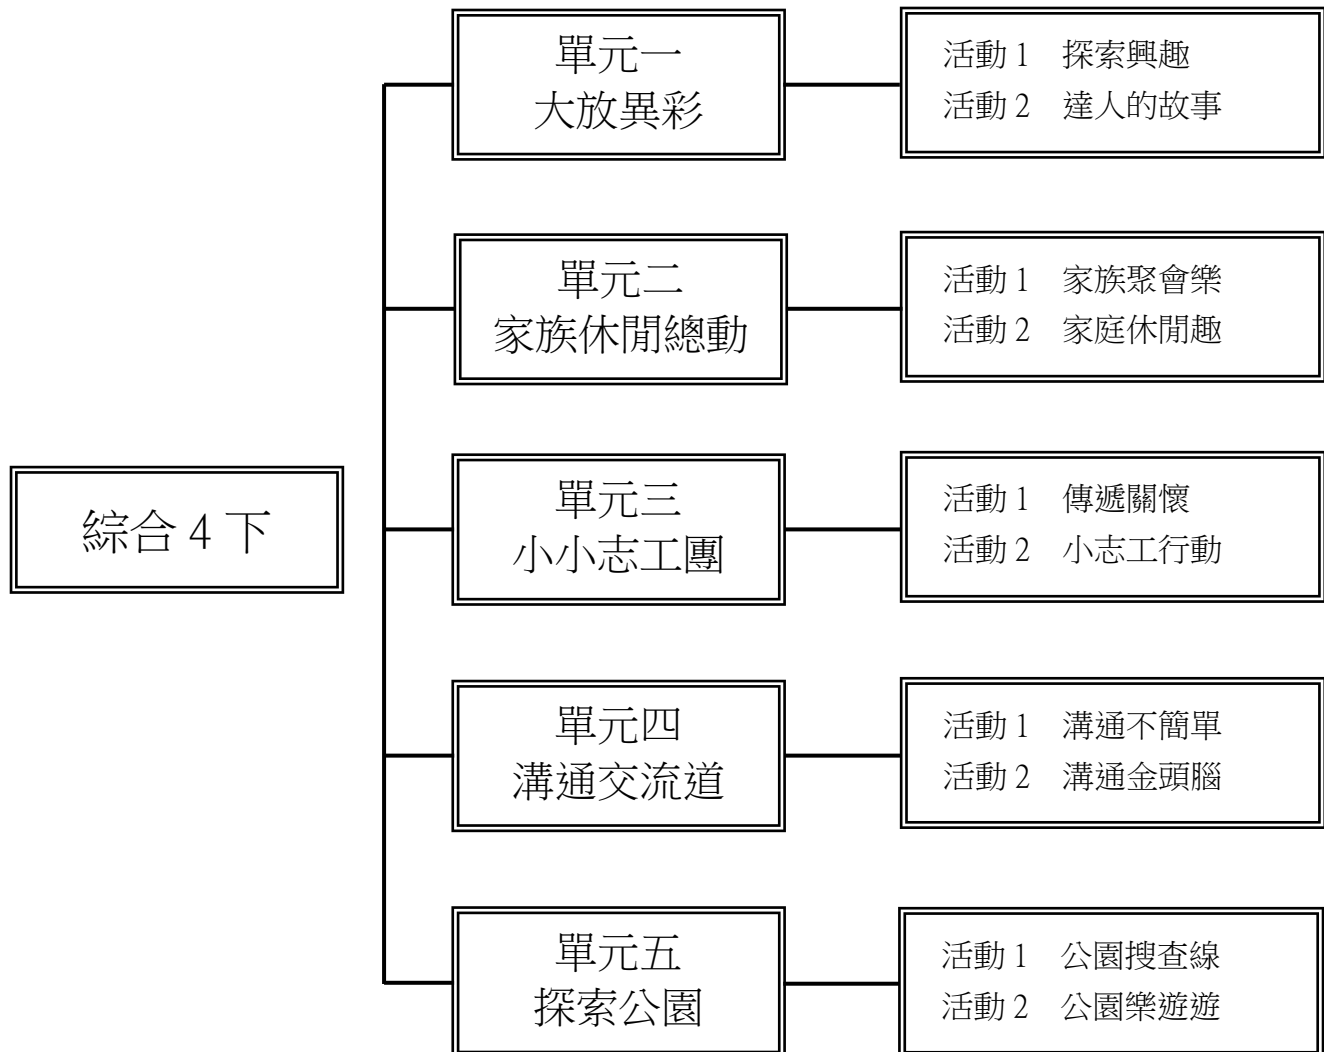 綜合 4 下
單元一
大放異彩
活動 1　探索興趣
活動 2　達人的故事
單元二
家族休閒總動
活動 1　家族聚會樂
活動 2　家庭休閒趣
單元三
小小志工團
活動 1　傳遞關懷
活動 2　小志工行動
單元四
溝通交流道
活動 1　溝通不簡單
活動 2　溝通金頭腦
單元五
探索公園
活動 1　公園搜查線
活動 2　公園樂遊遊